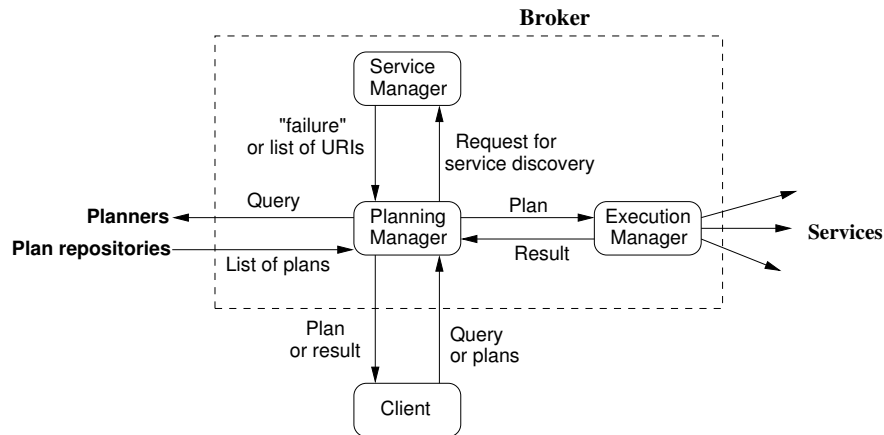 Broker
Service
Manager
"failure"
or list of URIs
Request for
service discovery
Planners
Query
Planning
Manager
Plan
Execution
Manager
Services
Plan repositories
List of plans
Result
Plan
or result
Query
or plans
Client